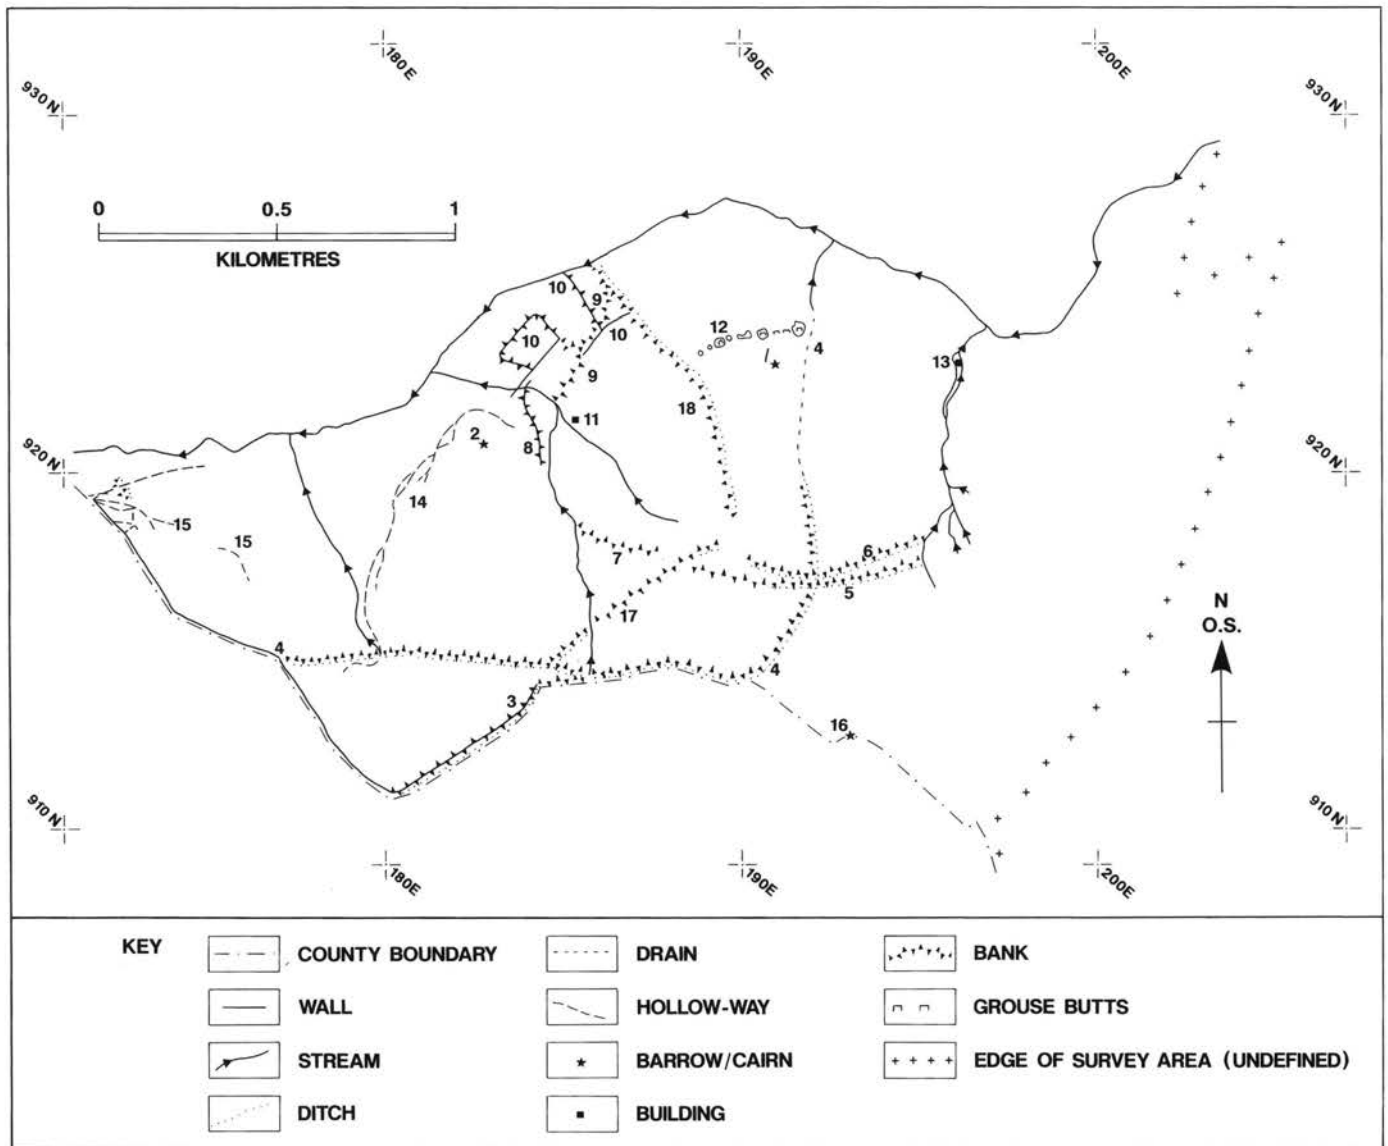 180E
190E
200E
930N
930N
0 0.5 1
KILOMETRES
10
9
10
12
10
4
13
9
18
11
2
8
920N
920N
14
15
15
7
6
5
17
N
O.S.
4
4
3
16
910N
910N
180E
190E
200E
KEY
COUNTY BOUNDARY
DRAIN
BANK
WALL
HOLLOW-WAY
GROUSE BUTTS
STREAM
BARROW/CAIRN
EDGE OF SURVEY AREA (UNDEFINED)
DITCH
BUILDING